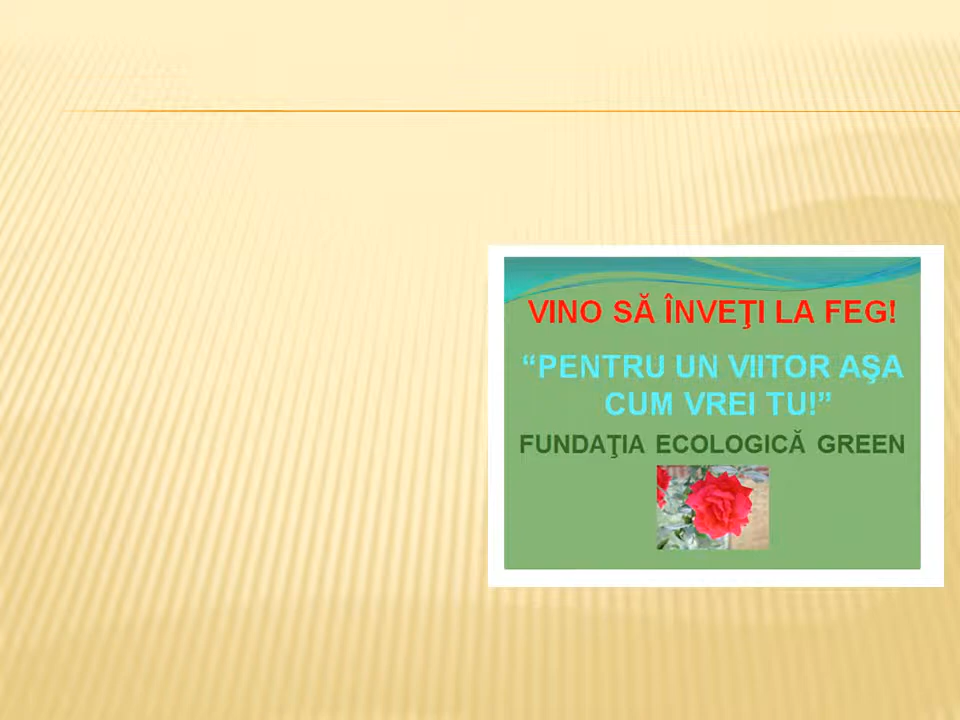 VINO SĂ ÎNVEŢI LA FEG!
“PENTRU UN VIITOR AŞA
CUM VREI TU!”
FUNDAŢIA ECOLOGICĂ GREEN